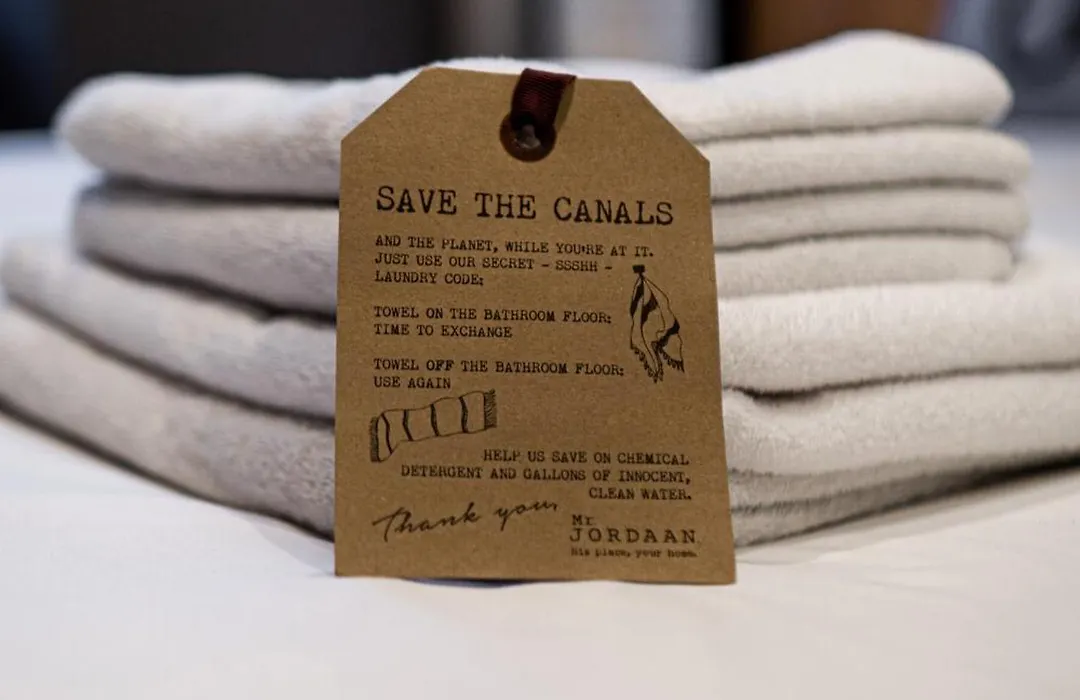 SAVE THE CANALS
AND THE PLANET, WHILE YOU'RE AT IT.
JUST USE OUR SECRET - SSSHH -
LAUNDRY CODE:
TOWEL ON THE BATHROOM FLOOR:
TIME TO EXCHANGE
TOWEL OFF THE BATHROOM FLOOR:
USE AGAIN
HELP US SAVE ON CHEMICAL
DETERGENT AND GALLONS OF INNOCENT,
CLEAN WATER.
Thank you,
Mr
JORDAAN
His place, your home.